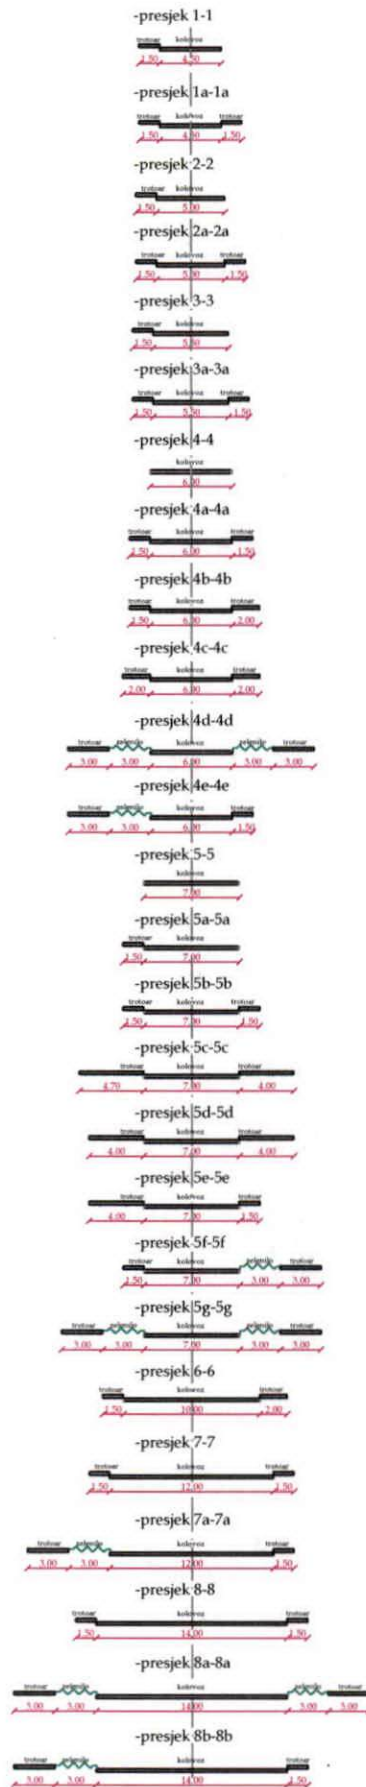 -presjek 1-1
trotoar kolovoz
1.50 4.50
-presjek 1a-1a
trotoar kolovoz trotoar
1.50 4.50 1.50
-presjek 2-2
trotoar kolovoz
1.50 5.00
-presjek 2a-2a
trotoar kolovoz trotoar
1.50 5.00 1.50
-presjek 3-3
trotoar kolovoz
1.50 5.50
-presjek 3a-3a
trotoar kolovoz trotoar
1.50 5.50 1.50
-presjek 4-4
kolovoz
6.00
-presjek 4a-4a
trotoar kolovoz trotoar
1.50 6.00 1.50
-presjek 4b-4b
trotoar kolovoz trotoar
1.50 6.00 2.00
-presjek 4c-4c
trotoar kolovoz trotoar
2.00 6.00 2.00
-presjek 4d-4d
trotoar zelenilo kolovoz zelenilo trotoar
3.00 3.00 6.00 3.00 3.00
-presjek 4e-4e
trotoar zelenilo kolovoz trotoar
3.00 3.00 6.00 1.50
-presjek 5-5
kolovoz
7.00
-presjek 5a-5a
trotoar kolovoz
1.50 7.00
-presjek 5b-5b
trotoar kolovoz trotoar
1.50 7.00 1.50
-presjek 5c-5c
trotoar kolovoz trotoar
4.70 7.00 4.00
-presjek 5d-5d
trotoar kolovoz trotoar
4.00 7.00 4.00
-presjek 5e-5e
trotoar kolovoz trotoar
4.00 7.00 1.50
-presjek 5f-5f
trotoar kolovoz zelenilo trotoar
1.50 7.00 3.00 3.00
-presjek 5g-5g
trotoar zelenilo kolovoz zelenilo trotoar
3.00 3.00 7.00 3.00 3.00
-presjek 6-6
trotoar kolovoz trotoar
1.50 10.00 2.00
-presjek 7-7
trotoar kolovoz trotoar
1.50 12.00 1.50
-presjek 7a-7a
trotoar zelenilo kolovoz trotoar
3.00 3.00 12.00 1.50
-presjek 8-8
trotoar kolovoz trotoar
1.50 14.00 1.50
-presjek 8a-8a
trotoar zelenilo kolovoz zelenilo trotoar
3.00 3.00 14.00 3.00 3.00
-presjek 8b-8b
trotoar zelenilo kolovoz trotoar
3.00 3.00 14.00 1.50